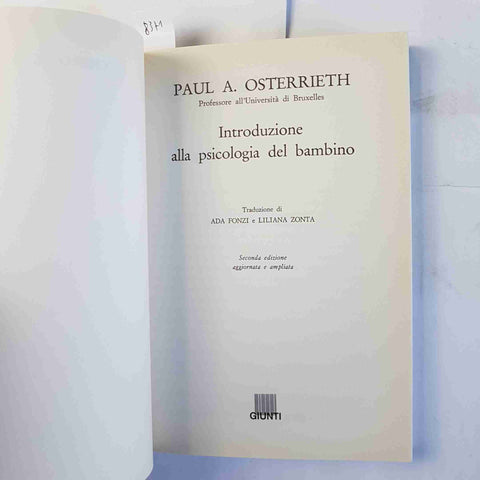 PAUL A. OSTERRIETH
Professore all'Università di Bruxelles
Introduzione
alla psicologia del bambino
Traduzione di
ADA FONZI e LILIANA ZONTA
Seconda edizione
aggiornata e ampliata
GIUNTI